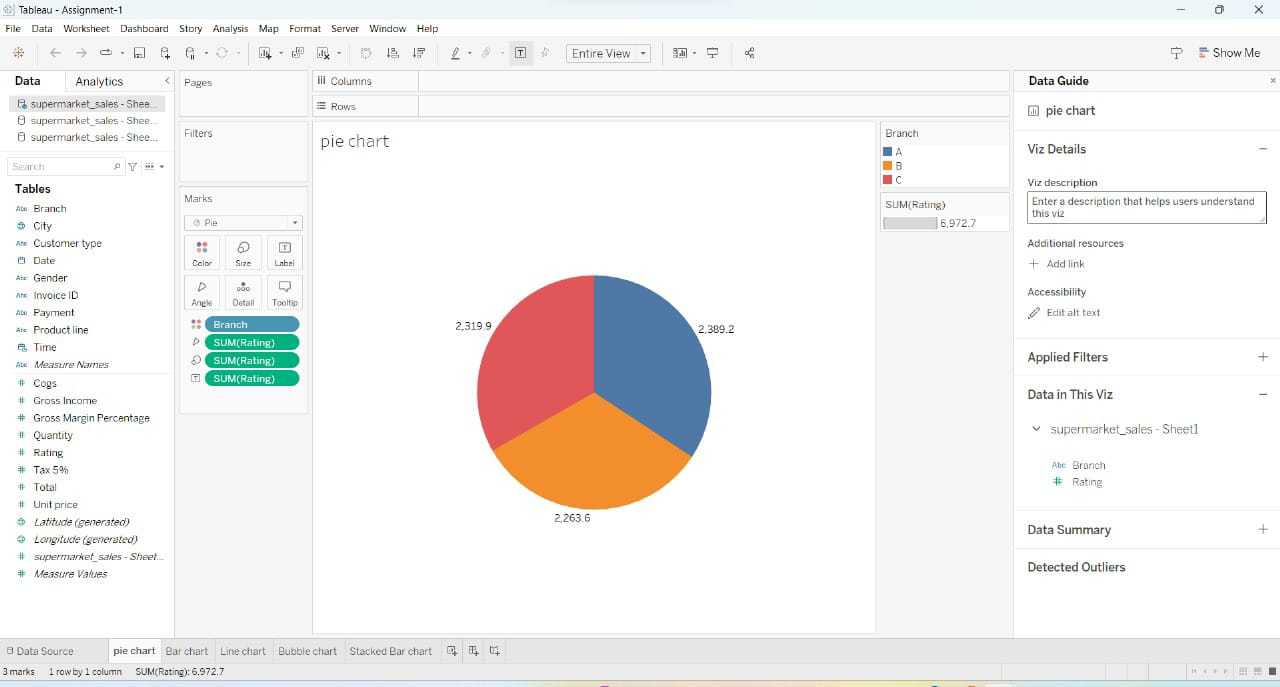 Tableau - Assignment-1
File Data Worksheet Dashboard Story Analysis Map Format Server Window Help
Entire View
Show Me
Data Analytics
supermarket_sales - Shee...
supermarket_sales - Shee...
supermarket_sales - Shee...
Search
Tables
Abc Branch
City
Abc Customer type
Date
Abc Gender
Abc Invoice ID
Abc Payment
Abc Product line
Time
Abc Measure Names
# Cogs
# Gross Income
# Gross Margin Percentage
# Quantity
# Rating
# Tax 5%
# Total
# Unit price
Latitude (generated)
Longitude (generated)
# supermarket_sales - Sheet...
# Measure Values
Pages
Filters
Marks
Pie
Color Size Label
Angle Detail Tooltip
Branch
SUM(Rating)
SUM(Rating)
SUM(Rating)
Columns
Rows
pie chart
2,319.9
2,389.2
2,263.6
Branch
A
B
C
SUM(Rating)
6,972.7
Data Guide
pie chart
Viz Details
Viz description
Enter a description that helps users understand
this viz
Additional resources
Add link
Accessibility
Edit alt text
Applied Filters
Data in This Viz
supermarket_sales - Sheet1
Abc Branch
# Rating
Data Summary
Detected Outliers
Data Source pie chart Bar chart Line chart Bubble chart Stacked Bar chart
3 marks 1 row by 1 column SUM(Rating): 6,972.7